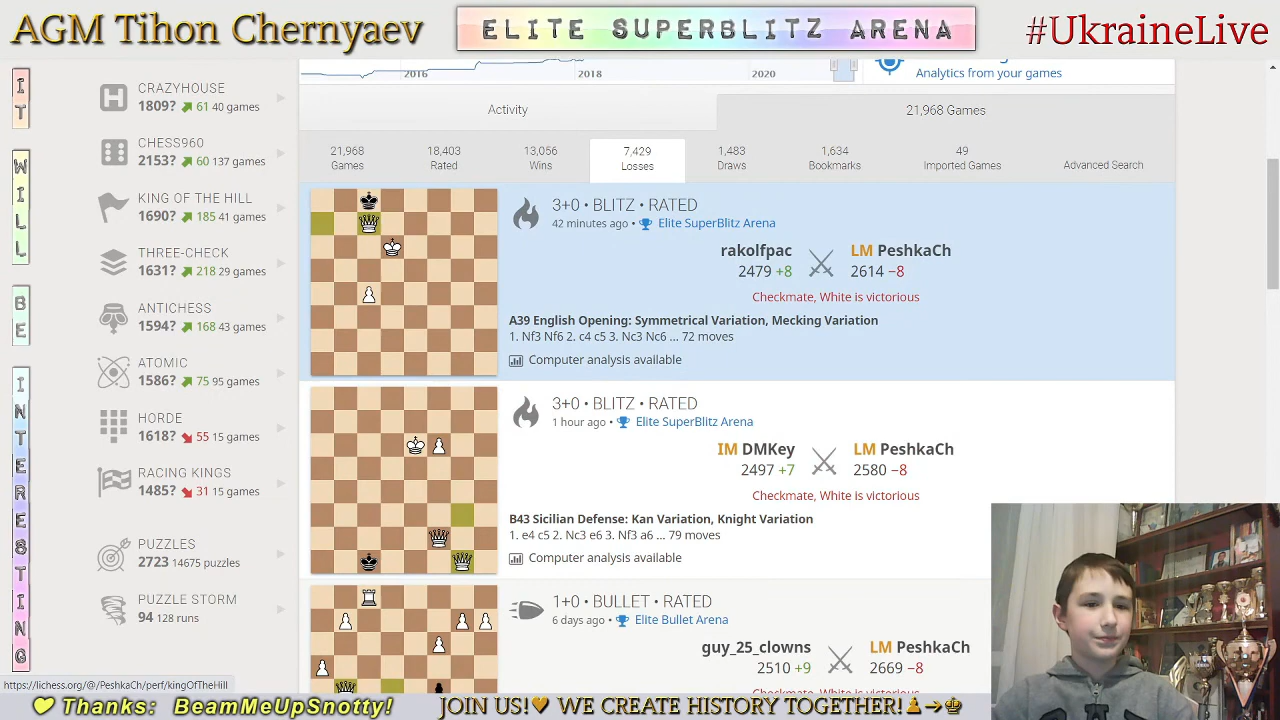 AGM Tihon Chernyaev
ELITE SUPERBLITZ ARENA
#UkraineLive
IT
WILL
BE
INTERESTING
CRAZYHOUSE
1809? 61 40 games
CHESS960
2153? 60 137 games
KING OF THE HILL
1690? 185 41 games
THREE-CHECK
1631? 218 29 games
ANTICHESS
1594? 168 43 games
ATOMIC
1586? 75 95 games
HORDE
1618? 55 15 games
RACING KINGS
1485? 31 15 games
PUZZLES
2723 14675 puzzles
PUZZLE STORM
94 128 runs
2016 2018 2020
Analytics from your games
Activity
21,968 Games
21,968 Games
18,403 Rated
13,056 Wins
7,429 Losses
1,483 Draws
1,634 Bookmarks
49 Imported Games
Advanced Search
3+0 • BLITZ • RATED
42 minutes ago • Elite SuperBlitz Arena
rakolfpac LM PeshkaCh
2479 +8 2614 −8
Checkmate, White is victorious
A39 English Opening: Symmetrical Variation, Mecking Variation
1. Nf3 Nf6 2. c4 c5 3. Nc3 Nc6 ... 72 moves
Computer analysis available
3+0 • BLITZ • RATED
1 hour ago • Elite SuperBlitz Arena
IM DMKey LM PeshkaCh
2497 +7 2580 −8
Checkmate, White is victorious
B43 Sicilian Defense: Kan Variation, Knight Variation
1. e4 c5 2. Nc3 e6 3. Nf3 a6 ... 79 moves
Computer analysis available
1+0 • BULLET • RATED
6 days ago • Elite Bullet Arena
guy_25_clowns LM PeshkaCh
2510 +9 2669 −8
https://lichess.org/@/PeshkaCh/perf/kingOfTheHill
Thanks: BeamMeUpSnotty!
JOIN US! WE CREATE HISTORY TOGETHER!